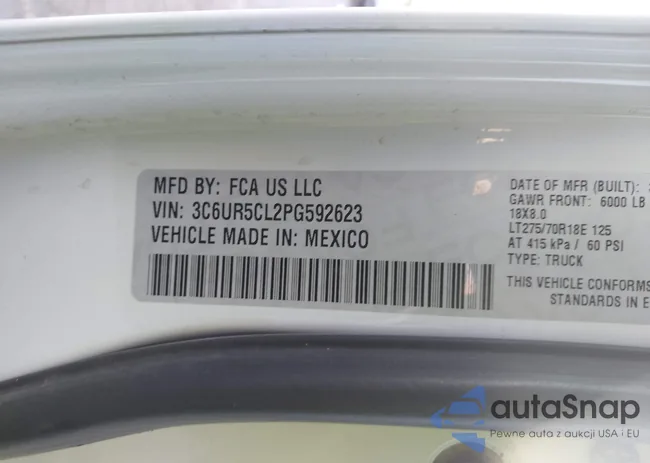 MFD BY: FCA US LLC
VIN: 3C6UR5CL2PG592623
VEHICLE MADE IN: MEXICO
DATE OF MFR (BUILT):
GAWR FRONT: 6000 LB
18X8.0
LT275/70R18E 125
AT 415 kPa / 60 PSI
TYPE: TRUCK
THIS VEHICLE CONFORMS
STANDARDS IN E
autoSnap
Pewne auta z aukcji USA i EU